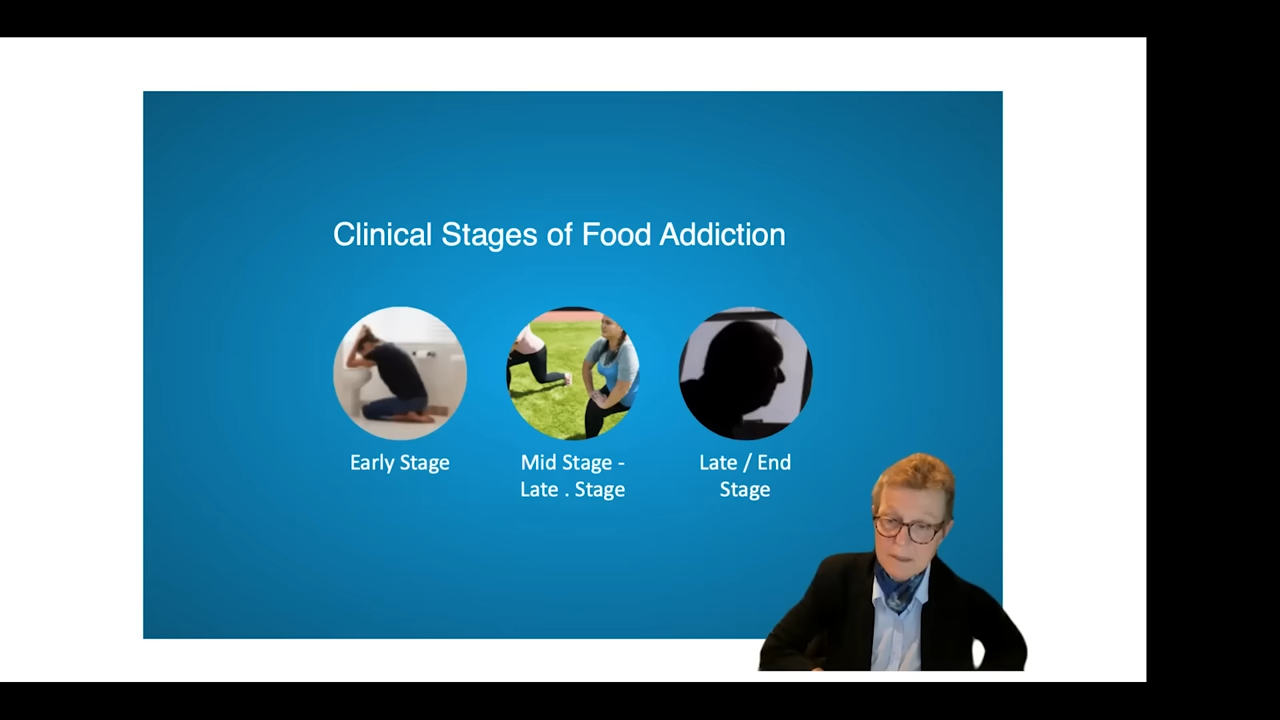 Clinical Stages of Food Addiction
Early Stage
Mid Stage -
Late . Stage
Late / End
Stage